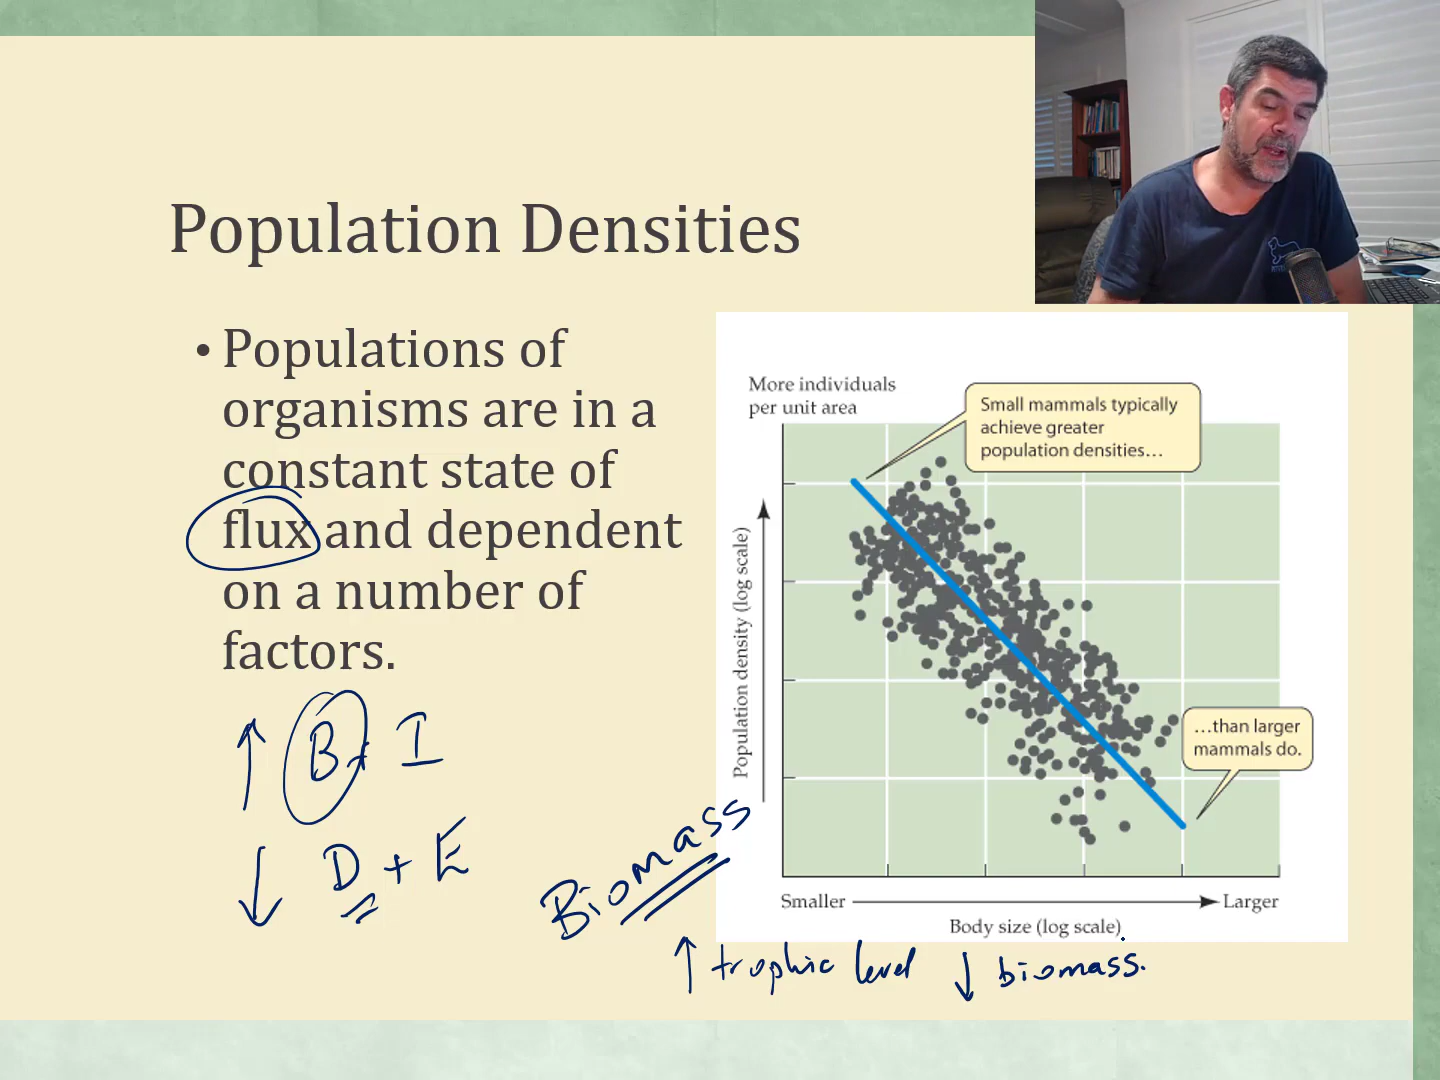 Population Densities
• Populations of
organisms are in a
constant state of
flux and dependent
on a number of
factors.
↑ B + I
↓ D + E
Biomass
↑ trophic level ↓ biomass.
More individuals
per unit area
Small mammals typically
achieve greater
population densities...
Population density (log scale)
...than larger
mammals do.
Smaller
Larger
Body size (log scale)